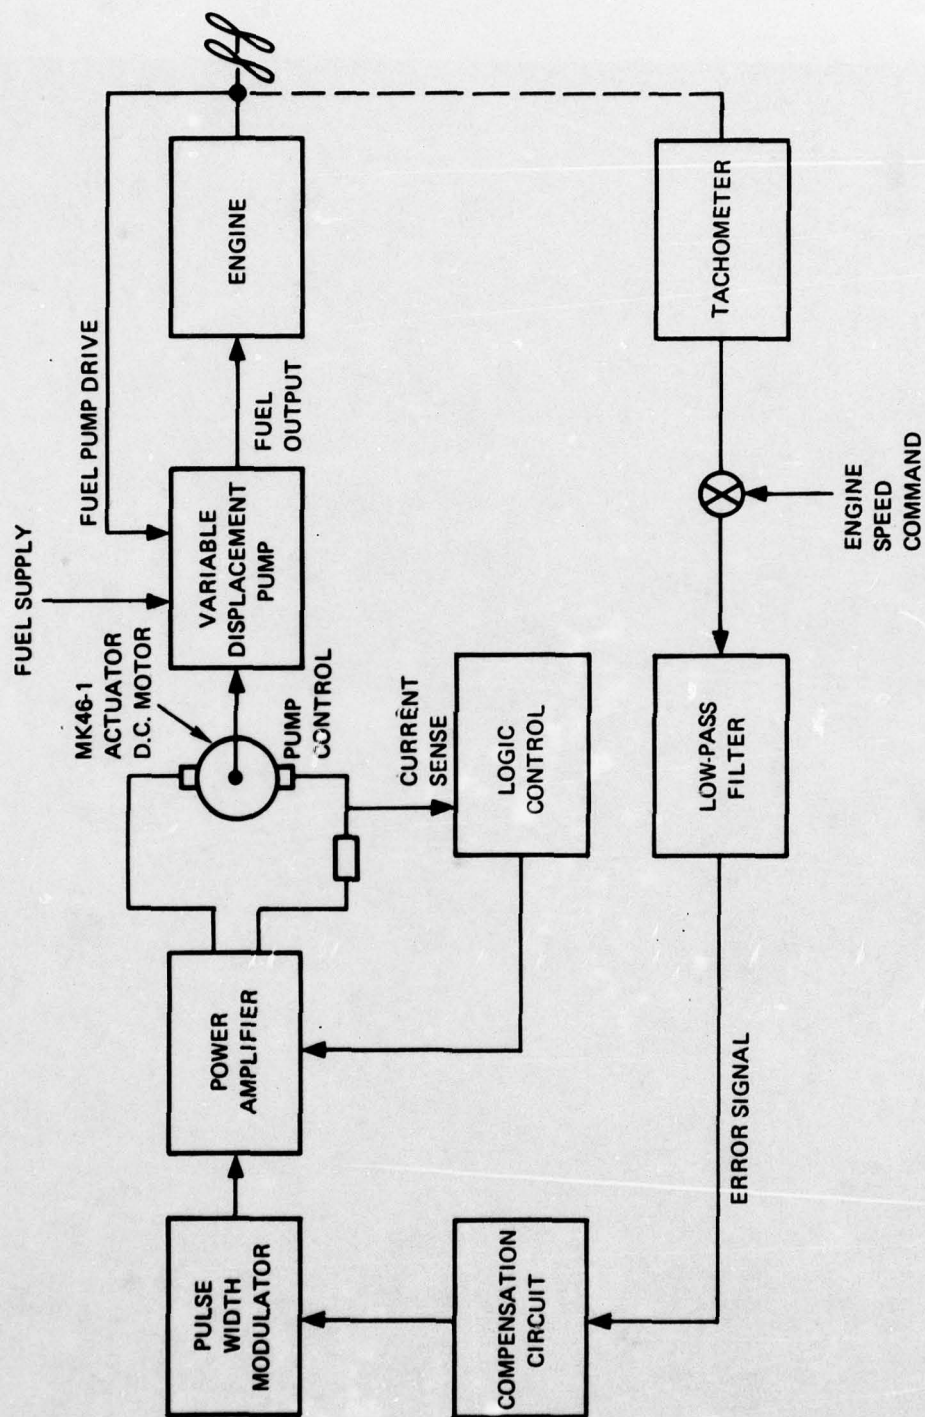 FUEL SUPPLY
FUEL PUMP DRIVE
MK46-1
ACTUATOR
D.C. MOTOR
PULSE
WIDTH
MODULATOR
POWER
AMPLIFIER
PUMP
CONTROL
VARIABLE
DISPLACEMENT
PUMP
FUEL
OUTPUT
ENGINE
CURRENT
SENSE
COMPENSATION
CIRCUIT
LOGIC
CONTROL
ERROR SIGNAL
LOW-PASS
FILTER
TACHOMETER
ENGINE
SPEED
COMMAND